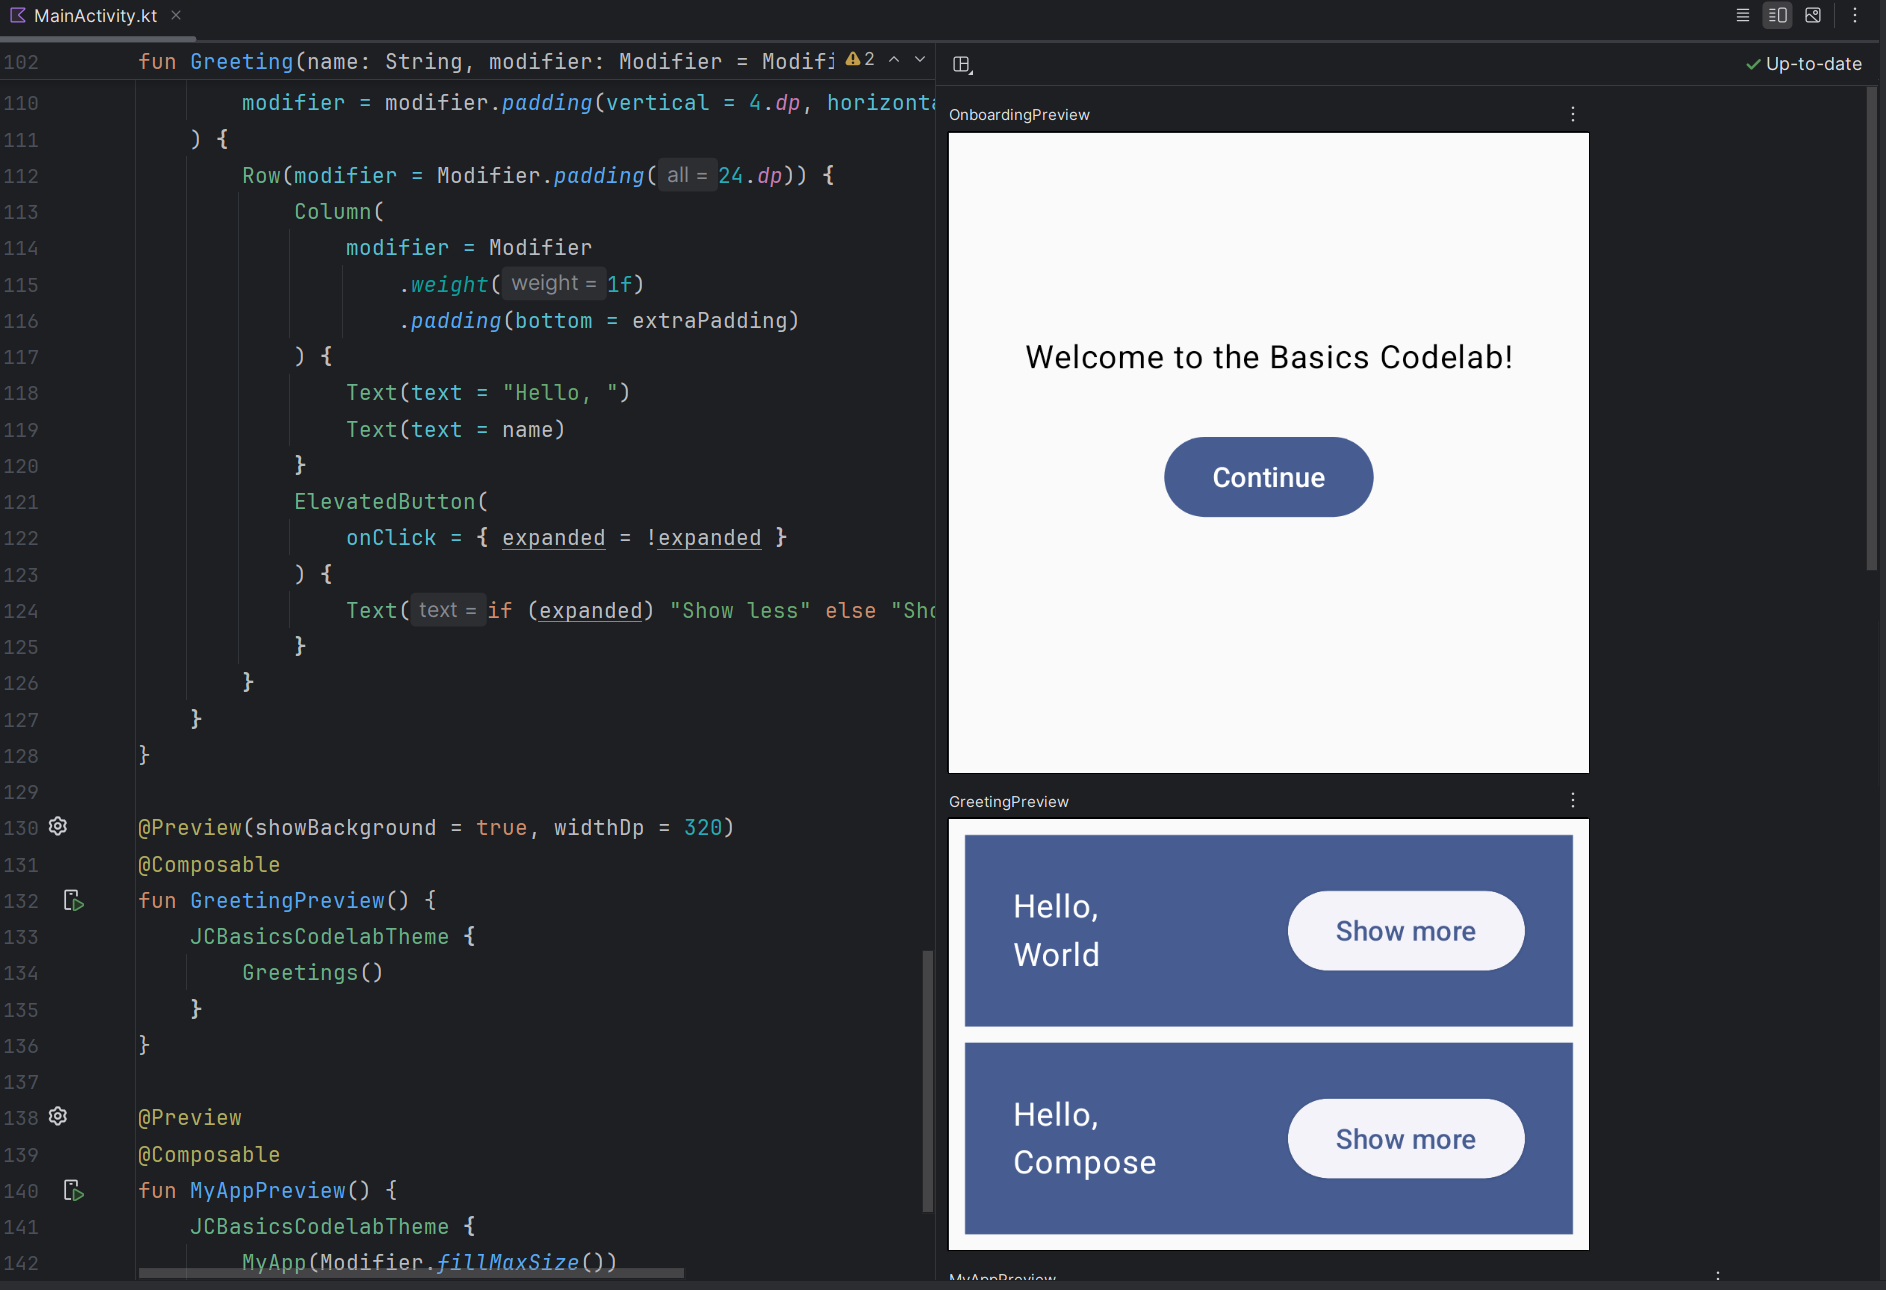 MainActivity.kt
102 fun Greeting(name: String, modifier: Modifier = Modifi 2
110 modifier = modifier.padding(vertical = 4.dp, horizonta
111 ) {
112 Row(modifier = Modifier.padding( all = 24.dp)) {
113 Column(
114 modifier = Modifier
115 .weight( weight = 1f)
116 .padding(bottom = extraPadding)
117 ) {
118 Text(text = "Hello, ")
119 Text(text = name)
120 }
121 ElevatedButton(
122 onClick = { expanded = !expanded }
123 ) {
124 Text( text = if (expanded) "Show less" else "Sho
125 }
126 }
127 }
128 }
129
130 @Preview(showBackground = true, widthDp = 320)
131 @Composable
132 fun GreetingPreview() {
133 JCBasicsCodelabTheme {
134 Greetings()
135 }
136 }
137
138 @Preview
139 @Composable
140 fun MyAppPreview() {
141 JCBasicsCodelabTheme {
142 MyApp(Modifier.fillMaxSize())
Up-to-date
OnboardingPreview
Welcome to the Basics Codelab!
Continue
GreetingPreview
Hello,
World
Show more
Hello,
Compose
Show more
MyAppPreview